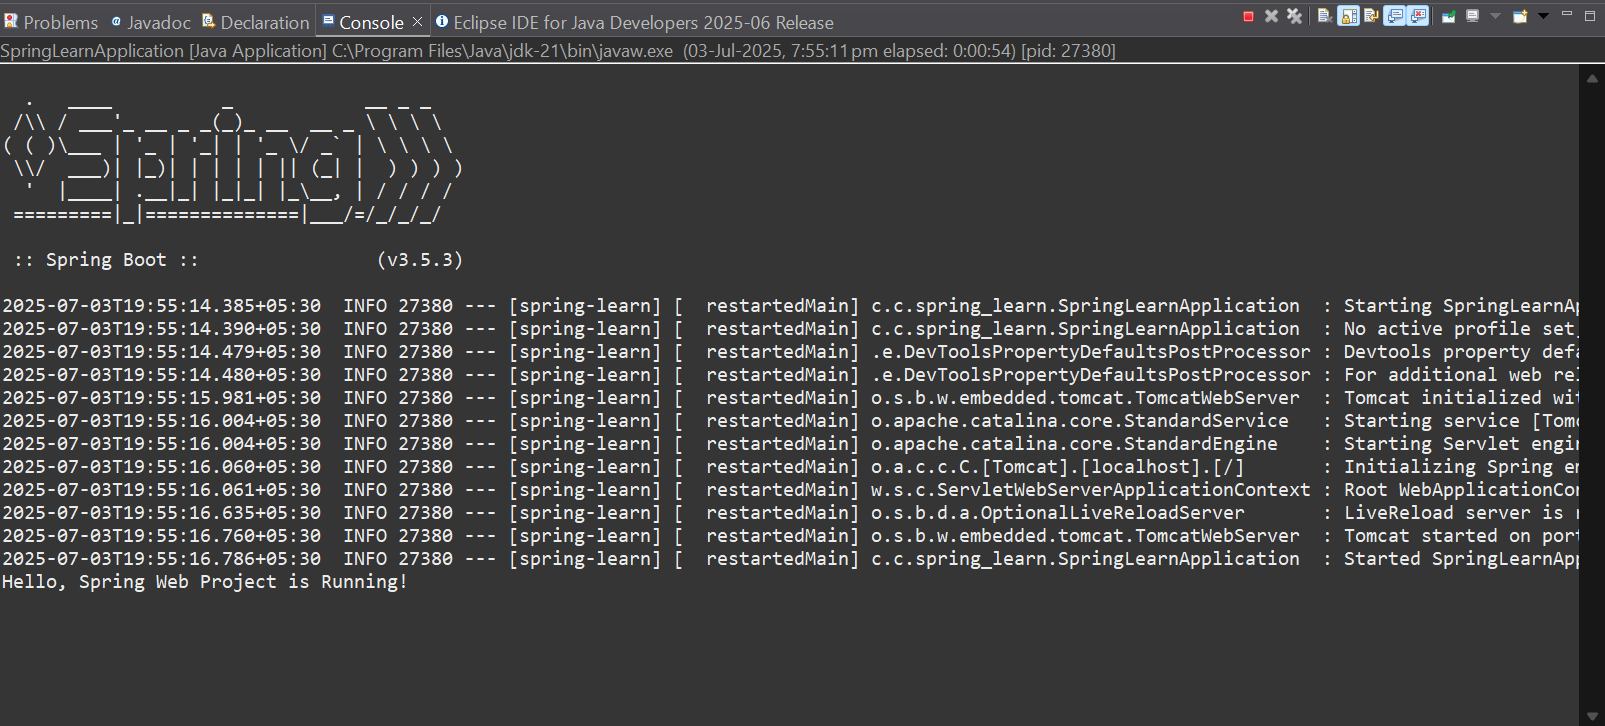 Problems Javadoc Declaration Console Eclipse IDE for Java Developers 2025-06 Release
SpringLearnApplication [Java Application] C:\Program Files\Java\jdk-21\bin\javaw.exe (03-Jul-2025, 7:55:11 pm elapsed: 0:00:54) [pid: 27380]
  .   ____          _            __ _ _
 /\\ / ___'_ __ _ _(_)_ __  __ _ \ \ \ \
( ( )\___ | '_ | '_| | '_ \/ _` | \ \ \ \
 \\/  ___)| |_)| | | | | || (_| |  ) ) ) )
  '  |____| .__|_| |_|_| |_\__, | / / / /
 =========|_|==============|___/=/_/_/_/
 :: Spring Boot ::                (v3.5.3)
2025-07-03T19:55:14.385+05:30  INFO 27380 --- [spring-learn] [  restartedMain] c.c.spring_learn.SpringLearnApplication  : Starting SpringLearnAp
2025-07-03T19:55:14.390+05:30  INFO 27380 --- [spring-learn] [  restartedMain] c.c.spring_learn.SpringLearnApplication  : No active profile set,
2025-07-03T19:55:14.479+05:30  INFO 27380 --- [spring-learn] [  restartedMain] .e.DevToolsPropertyDefaultsPostProcessor : Devtools property defa
2025-07-03T19:55:14.480+05:30  INFO 27380 --- [spring-learn] [  restartedMain] .e.DevToolsPropertyDefaultsPostProcessor : For additional web rel
2025-07-03T19:55:15.981+05:30  INFO 27380 --- [spring-learn] [  restartedMain] o.s.b.w.embedded.tomcat.TomcatWebServer  : Tomcat initialized wit
2025-07-03T19:55:16.004+05:30  INFO 27380 --- [spring-learn] [  restartedMain] o.apache.catalina.core.StandardService   : Starting service [Tomc
2025-07-03T19:55:16.004+05:30  INFO 27380 --- [spring-learn] [  restartedMain] o.apache.catalina.core.StandardEngine    : Starting Servlet engin
2025-07-03T19:55:16.060+05:30  INFO 27380 --- [spring-learn] [  restartedMain] o.a.c.c.C.[Tomcat].[localhost].[/]       : Initializing Spring em
2025-07-03T19:55:16.061+05:30  INFO 27380 --- [spring-learn] [  restartedMain] w.s.c.ServletWebServerApplicationContext : Root WebApplicationCon
2025-07-03T19:55:16.635+05:30  INFO 27380 --- [spring-learn] [  restartedMain] o.s.b.d.a.OptionalLiveReloadServer       : LiveReload server is r
2025-07-03T19:55:16.760+05:30  INFO 27380 --- [spring-learn] [  restartedMain] o.s.b.w.embedded.tomcat.TomcatWebServer  : Tomcat started on port
2025-07-03T19:55:16.786+05:30  INFO 27380 --- [spring-learn] [  restartedMain] c.c.spring_learn.SpringLearnApplication  : Started SpringLearnApp
Hello, Spring Web Project is Running!